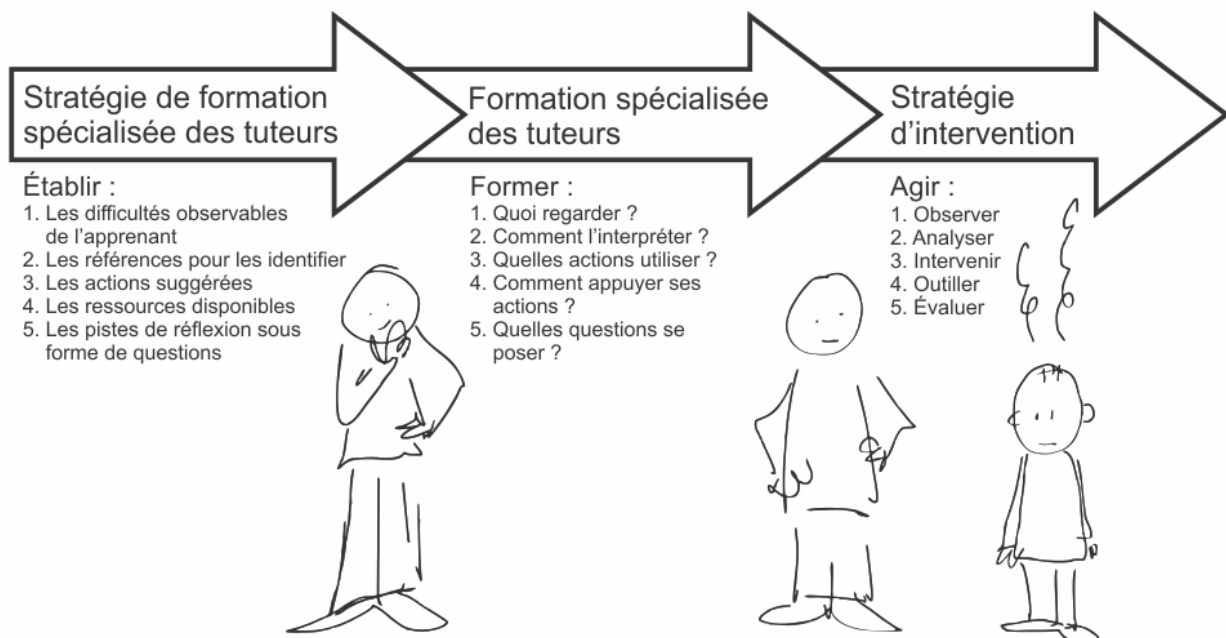 Stratégie de formation
spécialisée des tuteurs
Établir :
1. Les difficultés observables
de l'apprenant
2. Les références pour les identifier
3. Les actions suggérées
4. Les ressources disponibles
5. Les pistes de réflexion sous
forme de questions
Formation spécialisée
des tuteurs
Former :
1. Quoi regarder ?
2. Comment l'interpréter ?
3. Quelles actions utiliser ?
4. Comment appuyer ses
actions ?
5. Quelles questions se
poser ?
Stratégie
d'intervention
Agir :
1. Observer
2. Analyser
3. Intervenir
4. Outiller
5. Évaluer